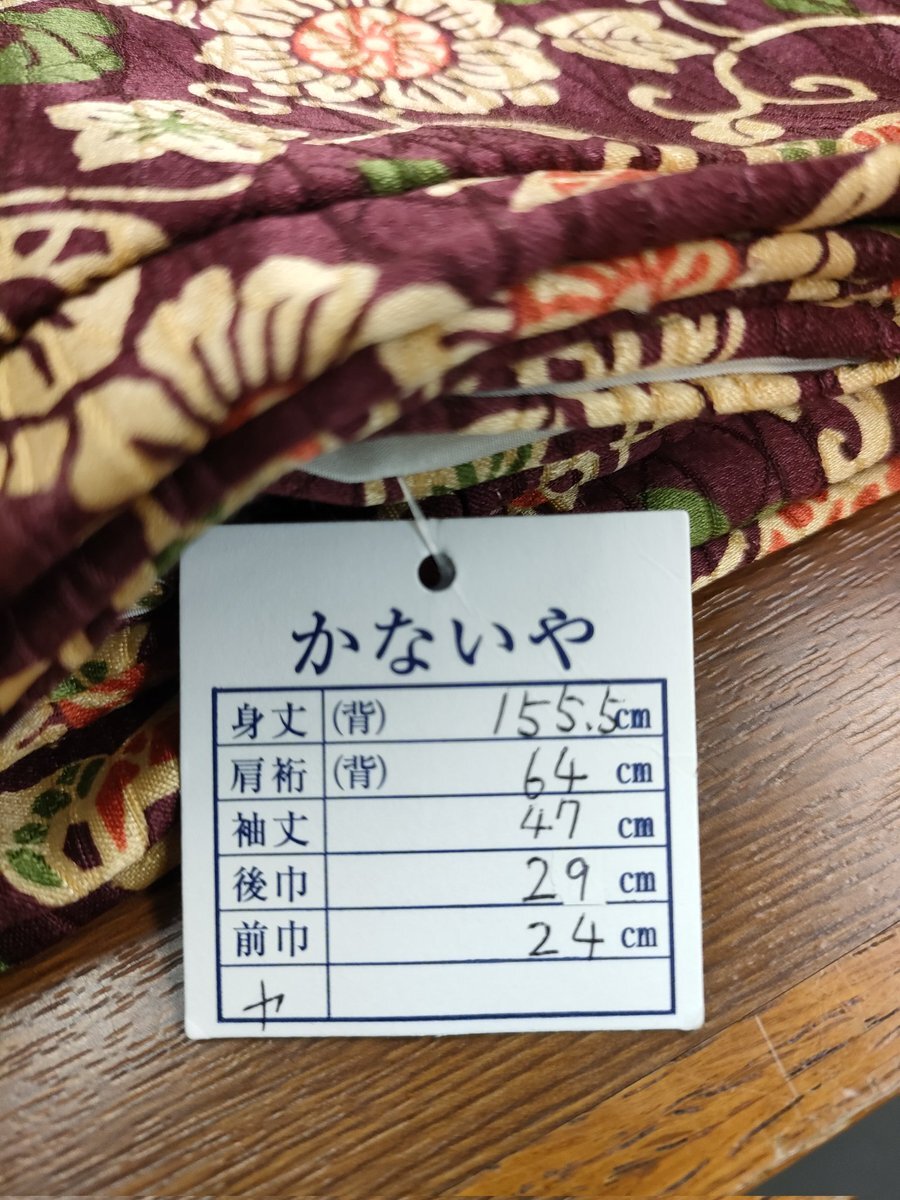 かないや
身丈 (背) 155.5cm
肩裄 (背) 64 cm
袖丈 47 cm
後巾 29 cm
前巾 24 cm
ヤ